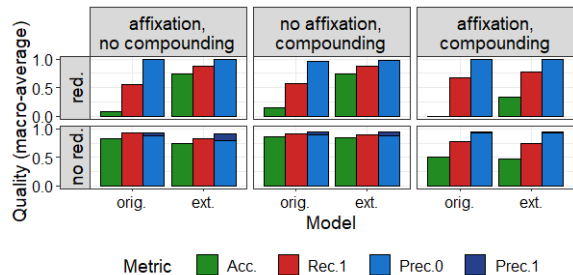 affixation,
no compounding
no affixation,
compounding
affixation,
compounding
Quality (macro-average)
red.
1.0
0.5
0.0
no red.
1.0
0.5
0.0
orig. ext.
orig. ext.
orig. ext.
Model
Metric Acc. Rec.1 Prec.0 Prec.1